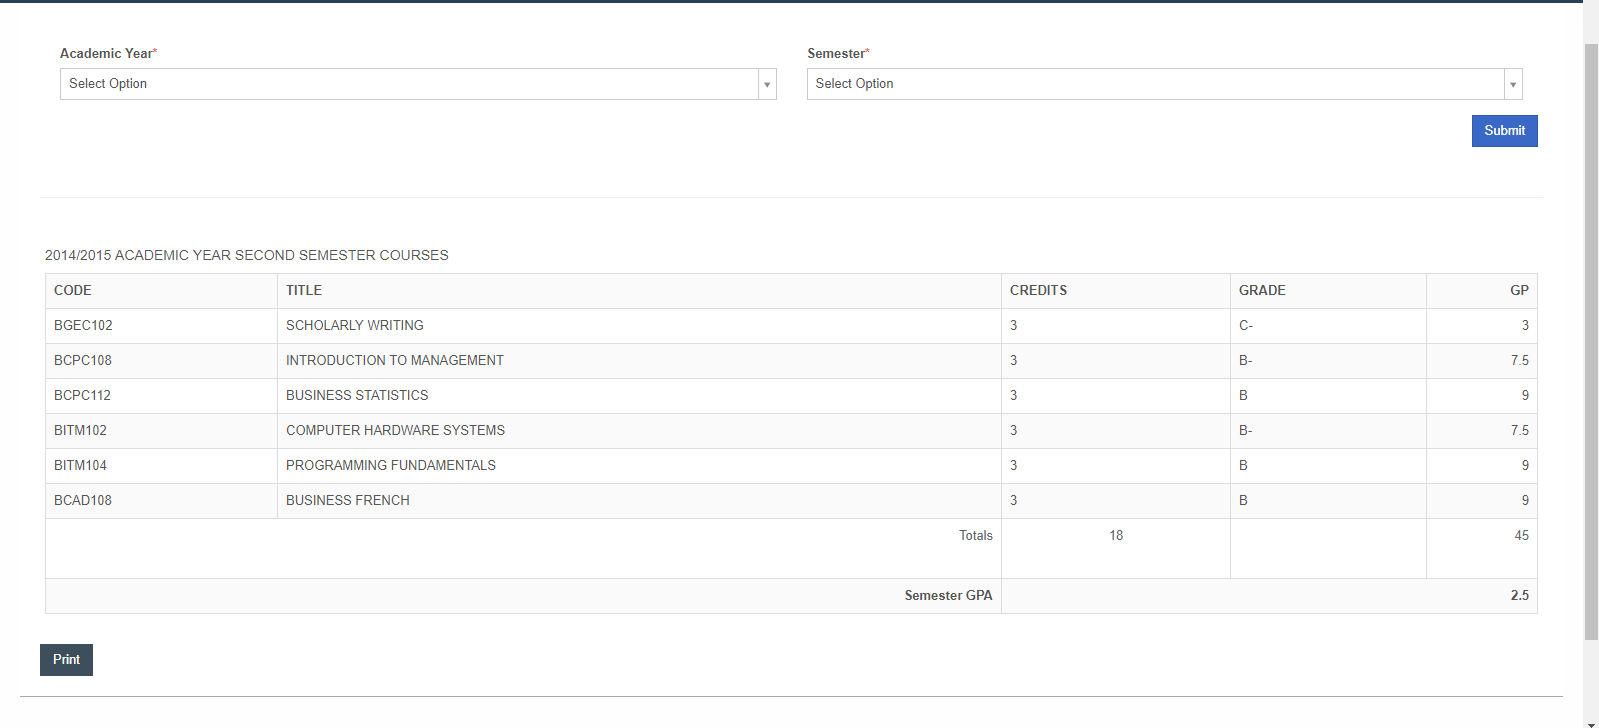 Academic Year* Semester*
Select Option Select Option
Submit
2014/2015 ACADEMIC YEAR SECOND SEMESTER COURSES
CODE TITLE CREDITS GRADE GP
BGEC102 SCHOLARLY WRITING 3 C- 3
BCPC108 INTRODUCTION TO MANAGEMENT 3 B- 7.5
BCPC112 BUSINESS STATISTICS 3 B 9
BITM102 COMPUTER HARDWARE SYSTEMS 3 B- 7.5
BITM104 PROGRAMMING FUNDAMENTALS 3 B 9
BCAD108 BUSINESS FRENCH 3 B 9
Totals 18 45
Semester GPA 2.5
Print